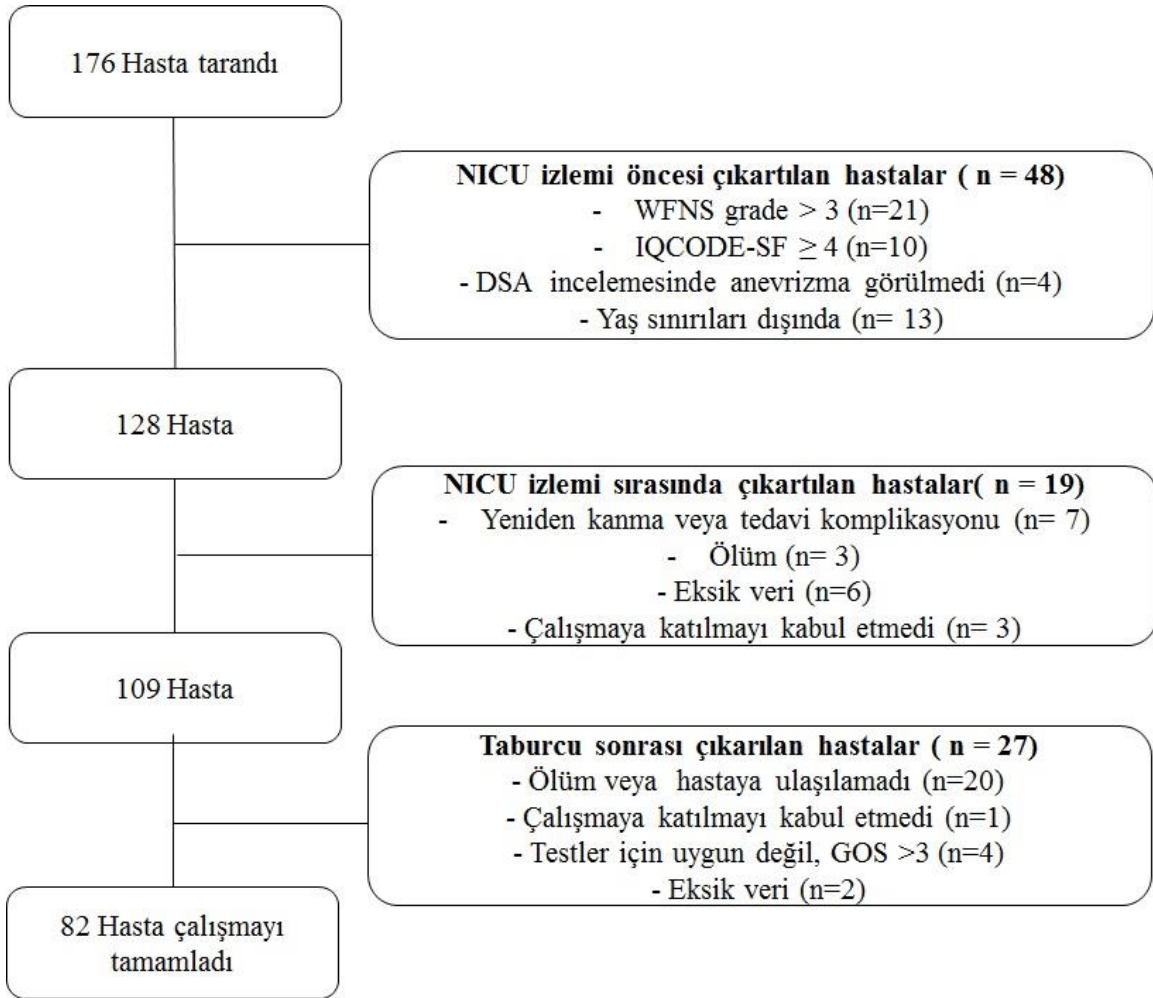 176 Hasta tarandı
NICU izlemi öncesi çıkartılan hastalar ( n = 48)
- WFNS grade > 3 (n=21)
- IQCODE-SF ≥ 4 (n=10)
- DSA incelemesinde anevrizma görülmedi (n=4)
- Yaş sınırıları dışında (n= 13)
128 Hasta
NICU izlemi sırasında çıkartılan hastalar( n = 19)
- Yeniden kanma veya tedavi komplikasyonu (n= 7)
- Ölüm (n= 3)
- Eksik veri (n=6)
- Çalışmaya katılmayı kabul etmedi (n= 3)
109 Hasta
Taburcu sonrası çıkarılan hastalar ( n = 27)
- Ölüm veya hastaya ulaşılamadı (n=20)
- Çalışmaya katılmayı kabul etmedi (n=1)
- Testler için uygun değil, GOS >3 (n=4)
- Eksik veri (n=2)
82 Hasta çalışmayı
tamamladı